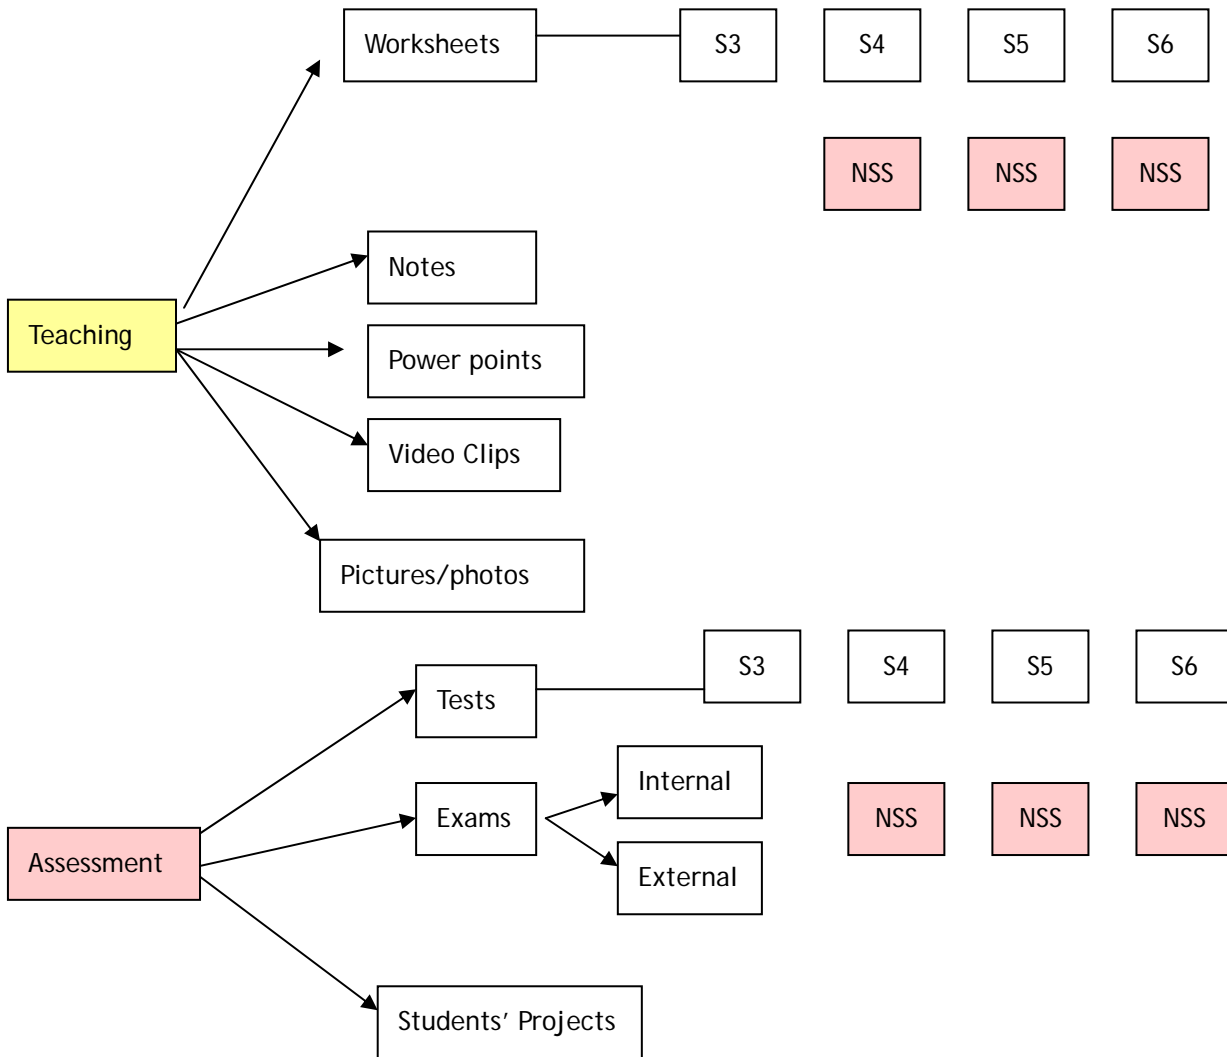 Worksheets S3 S4 S5 S6
NSS NSS NSS
Notes
Teaching
Power points
Video Clips
Pictures/photos
S3 S4 S5 S6
Tests
Internal
Exams NSS NSS NSS
Assessment
External
Students’ Projects